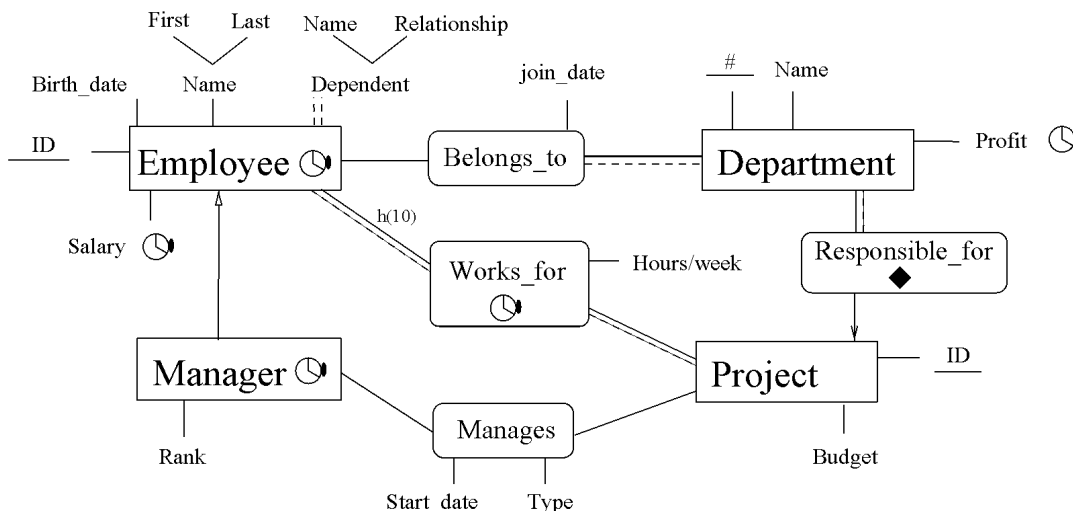 First Last Name Relationship
Birth_date Name Dependent join_date # Name
ID Employee Belongs_to Department Profit
h(10)
Salary Works_for Hours/week Responsible_for
Manager Project ID
Manages
Rank Budget
Start_date Type